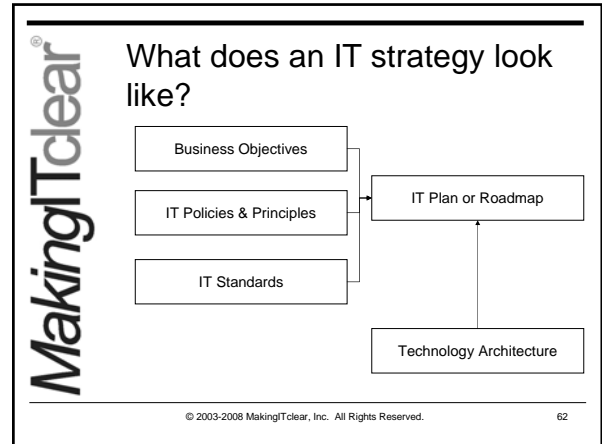 MakingITclear®
What does an IT strategy look
like?
Business Objectives
IT Policies & Principles
IT Plan or Roadmap
IT Standards
Technology Architecture
© 2003-2008 MakingITclear, Inc. All Rights Reserved.
62